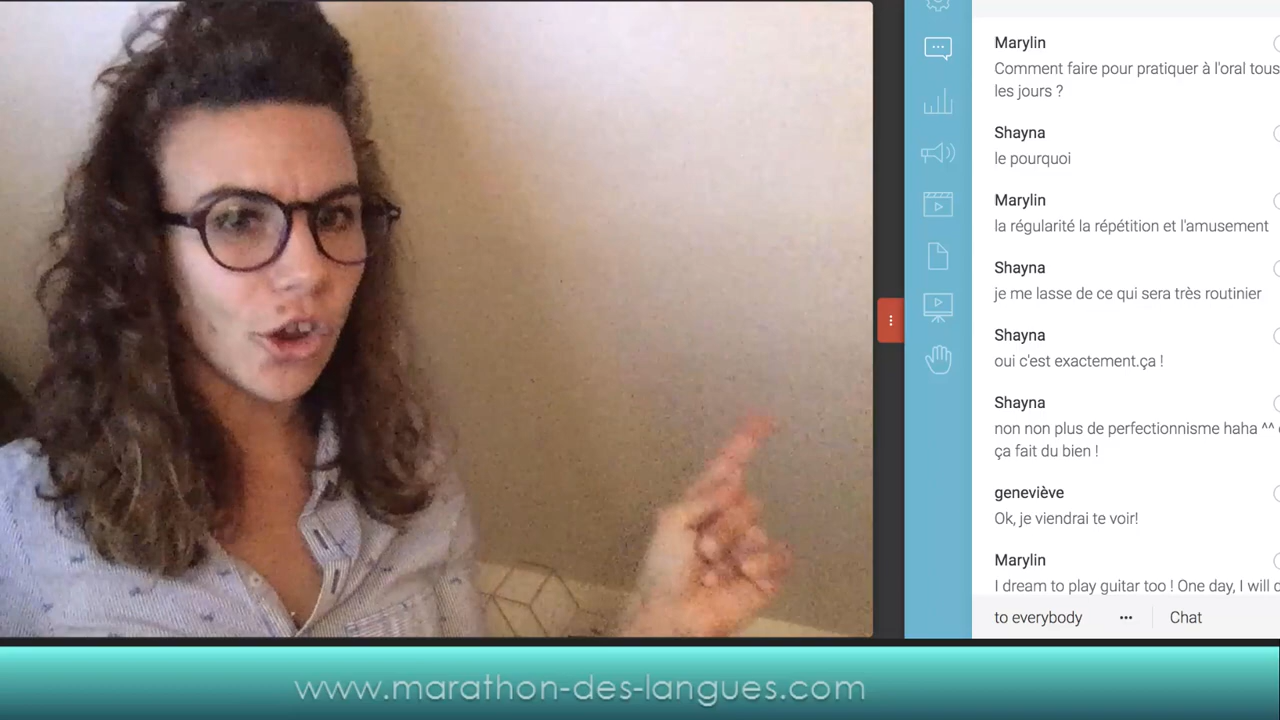 Marylin
Comment faire pour pratiquer à l'oral tous
les jours ?
Shayna
le pourquoi
Marylin
la régularité la répétition et l'amusement
Shayna
je me lasse de ce qui sera très routinier
Shayna
oui c'est exactement.ça !
Shayna
non non plus de perfectionnisme haha ^^
ça fait du bien !
geneviève
Ok, je viendrai te voir!
Marylin
I dream to play guitar too ! One day, I will
to everybody
Chat
www.marathon-des-langues.com